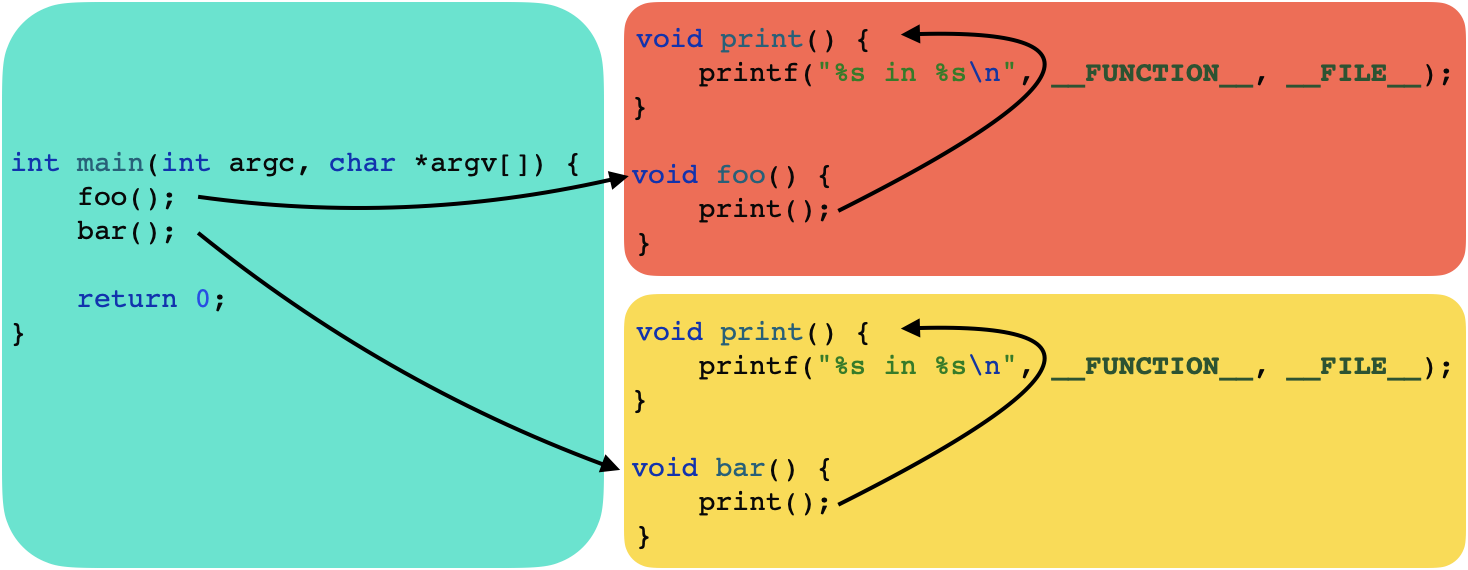 int main(int argc, char *argv[]) {
    foo();
    bar();

    return 0;
}
void print() {
    printf("%s in %s\n", __FUNCTION__, __FILE__);
}

void foo() {
    print();
}
void print() {
    printf("%s in %s\n", __FUNCTION__, __FILE__);
}

void bar() {
    print();
}